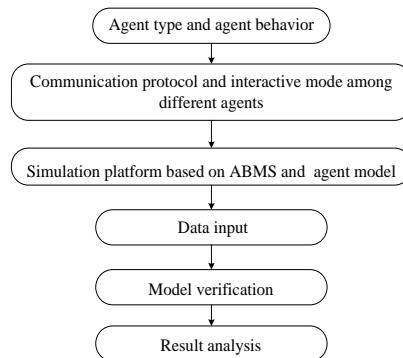 Agent type and agent behavior
Communication protocol and interactive mode among
different agents
Simulation platform based on ABMS and agent model
Data input
Model verification
Result analysis